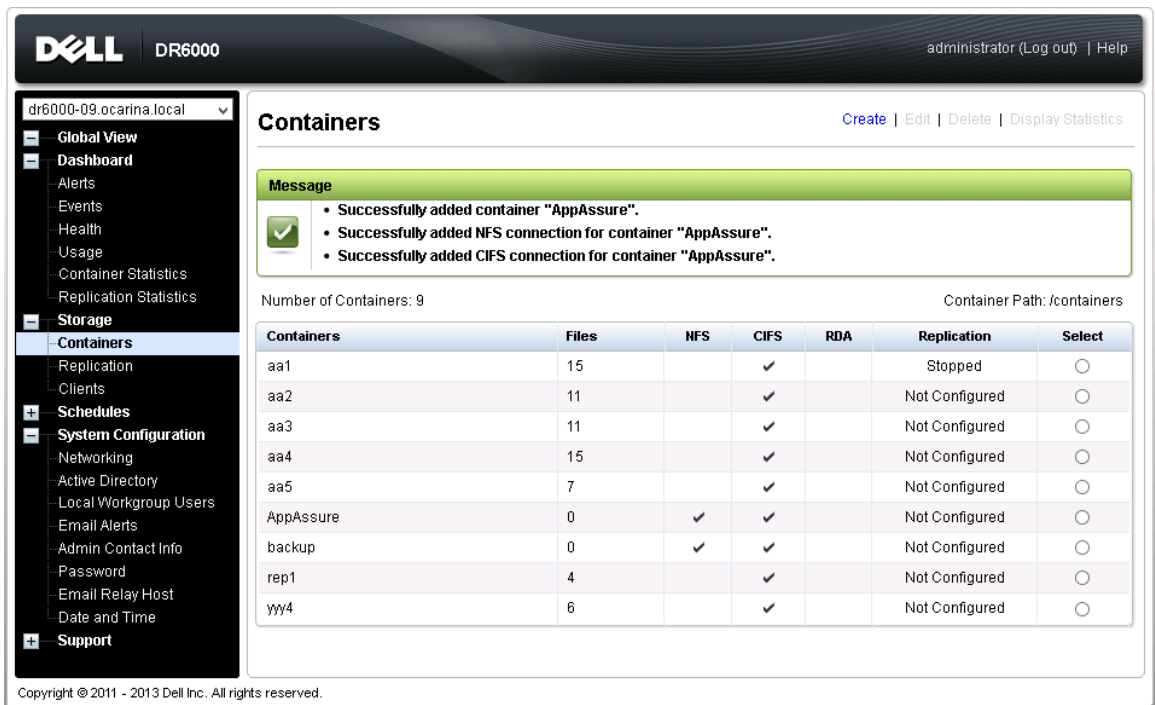 DELL DR6000
administrator (Log out) | Help
dr6000-09.ocarina.local
Global View
Dashboard
Alerts
Events
Health
Usage
Container Statistics
Replication Statistics
Storage
Containers
Replication
Clients
Schedules
System Configuration
Networking
Active Directory
Local Workgroup Users
Email Alerts
Admin Contact Info
Password
Email Relay Host
Date and Time
Support
Containers
Create | Edit | Delete | Display Statistics
Message
• Successfully added container "AppAssure".
• Successfully added NFS connection for container "AppAssure".
• Successfully added CIFS connection for container "AppAssure".
Number of Containers: 9 Container Path: /containers
Containers Files NFS CIFS RDA Replication Select
aa1 15 ✔ Stopped
aa2 11 ✔ Not Configured
aa3 11 ✔ Not Configured
aa4 15 ✔ Not Configured
aa5 7 ✔ Not Configured
AppAssure 0 ✔ ✔ Not Configured
backup 0 ✔ ✔ Not Configured
rep1 4 ✔ Not Configured
yyy4 6 ✔ Not Configured
Copyright © 2011 - 2013 Dell Inc. All rights reserved.